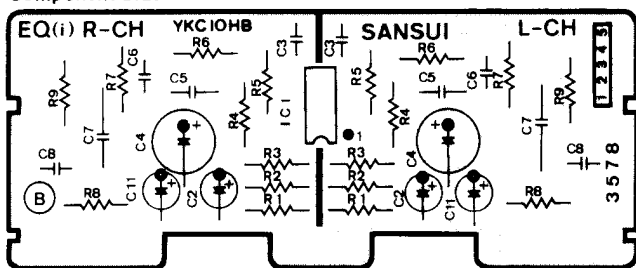 EQ(i) R-CH YKCIOHB SANSUI L-CH
R6 C3 C3 R6
R9 R7 C6 C5 R5 R5 C5 C6 R7 R9
1 2 3 4 5
C7 C4 R4 IC1 R4 C4 C7
1
C8 R3 R3 C8
R2 R2
B R8 C11 C2 R1 R1 C2 C11 R8
3578